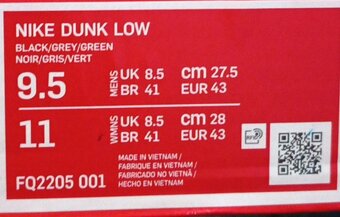 NIKE DUNK LOW
BLACK/GREY/GREEN
NOIR/GRIS/VERT
9.5 MENS UK 8.5 cm 27.5
BR 41 EUR 43
11 WMNS UK 8.5 cm 28
BR 41 EUR 43
MADE IN VIETNAM /
FABRIQUÉ EN VIETNAM /
FABRICADO NO VIETNÃ /
HECHO EN VIETNAM
FQ2205 001
RFID